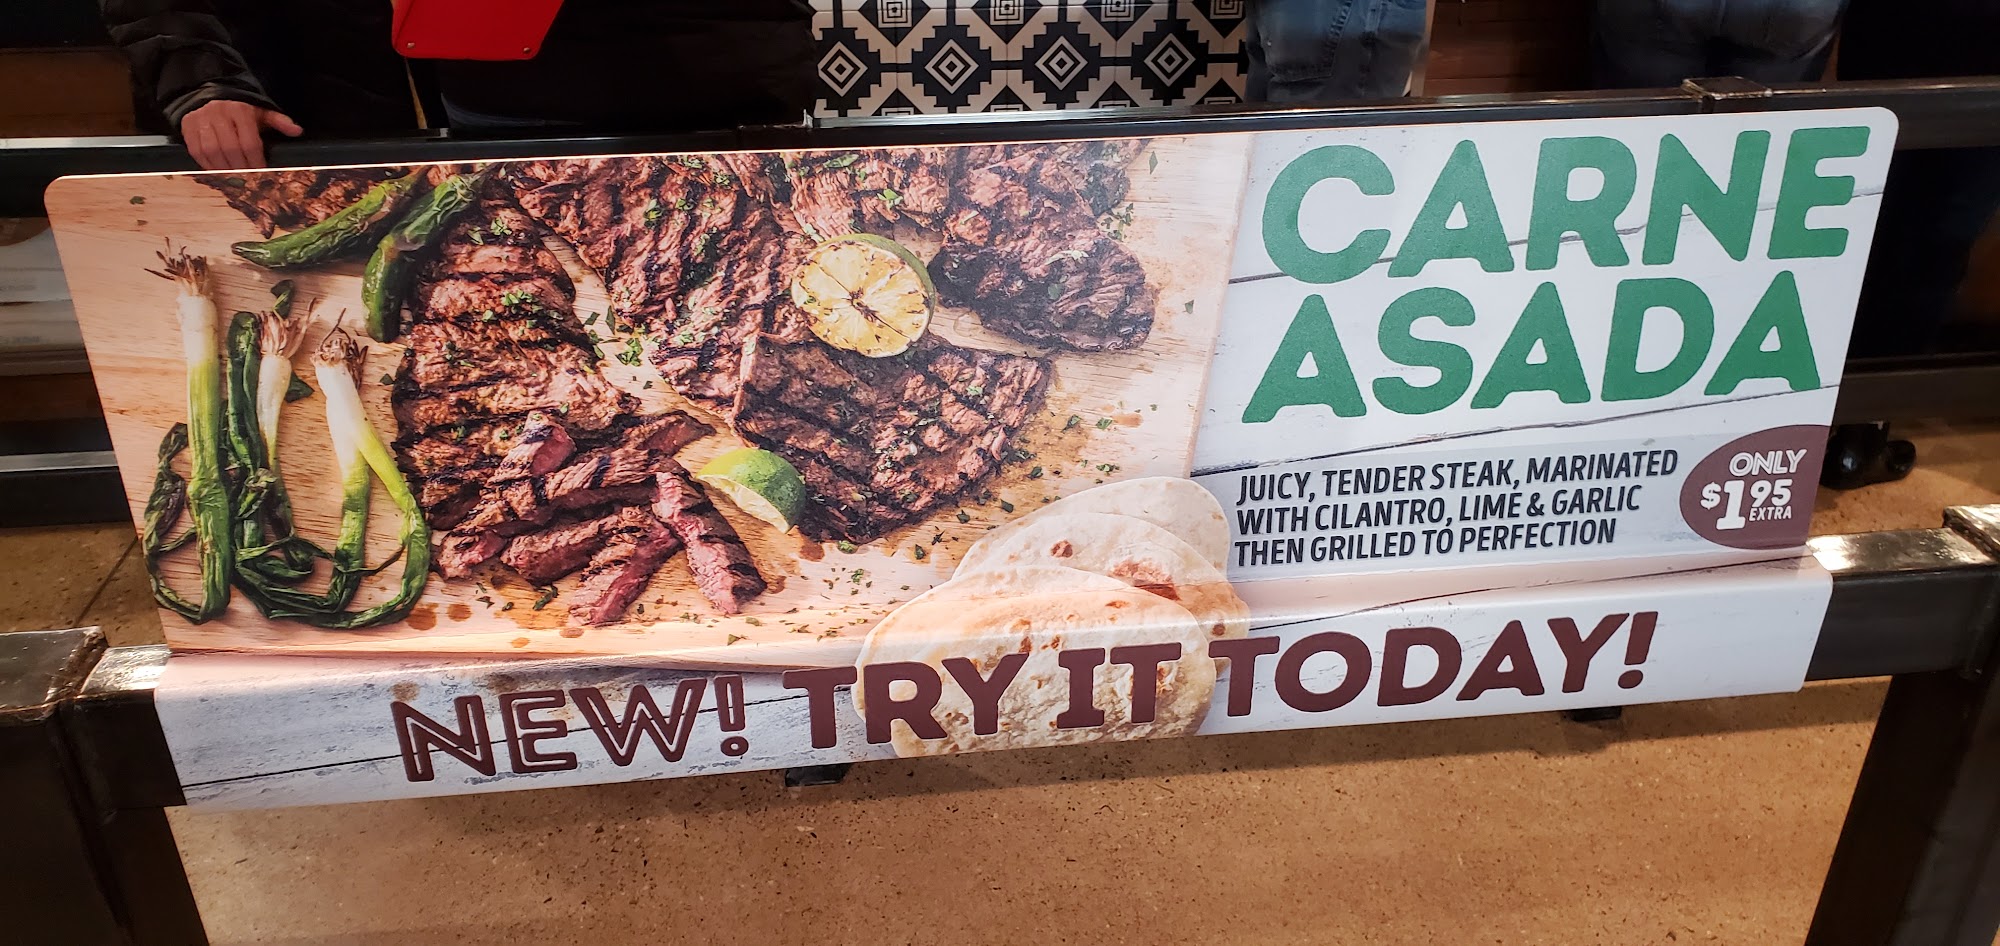 CARNE
ASADA
JUICY, TENDER STEAK, MARINATED
WITH CILANTRO, LIME & GARLIC
THEN GRILLED TO PERFECTION
ONLY
$1.95
EXTRA
NEW! TRY IT TODAY!